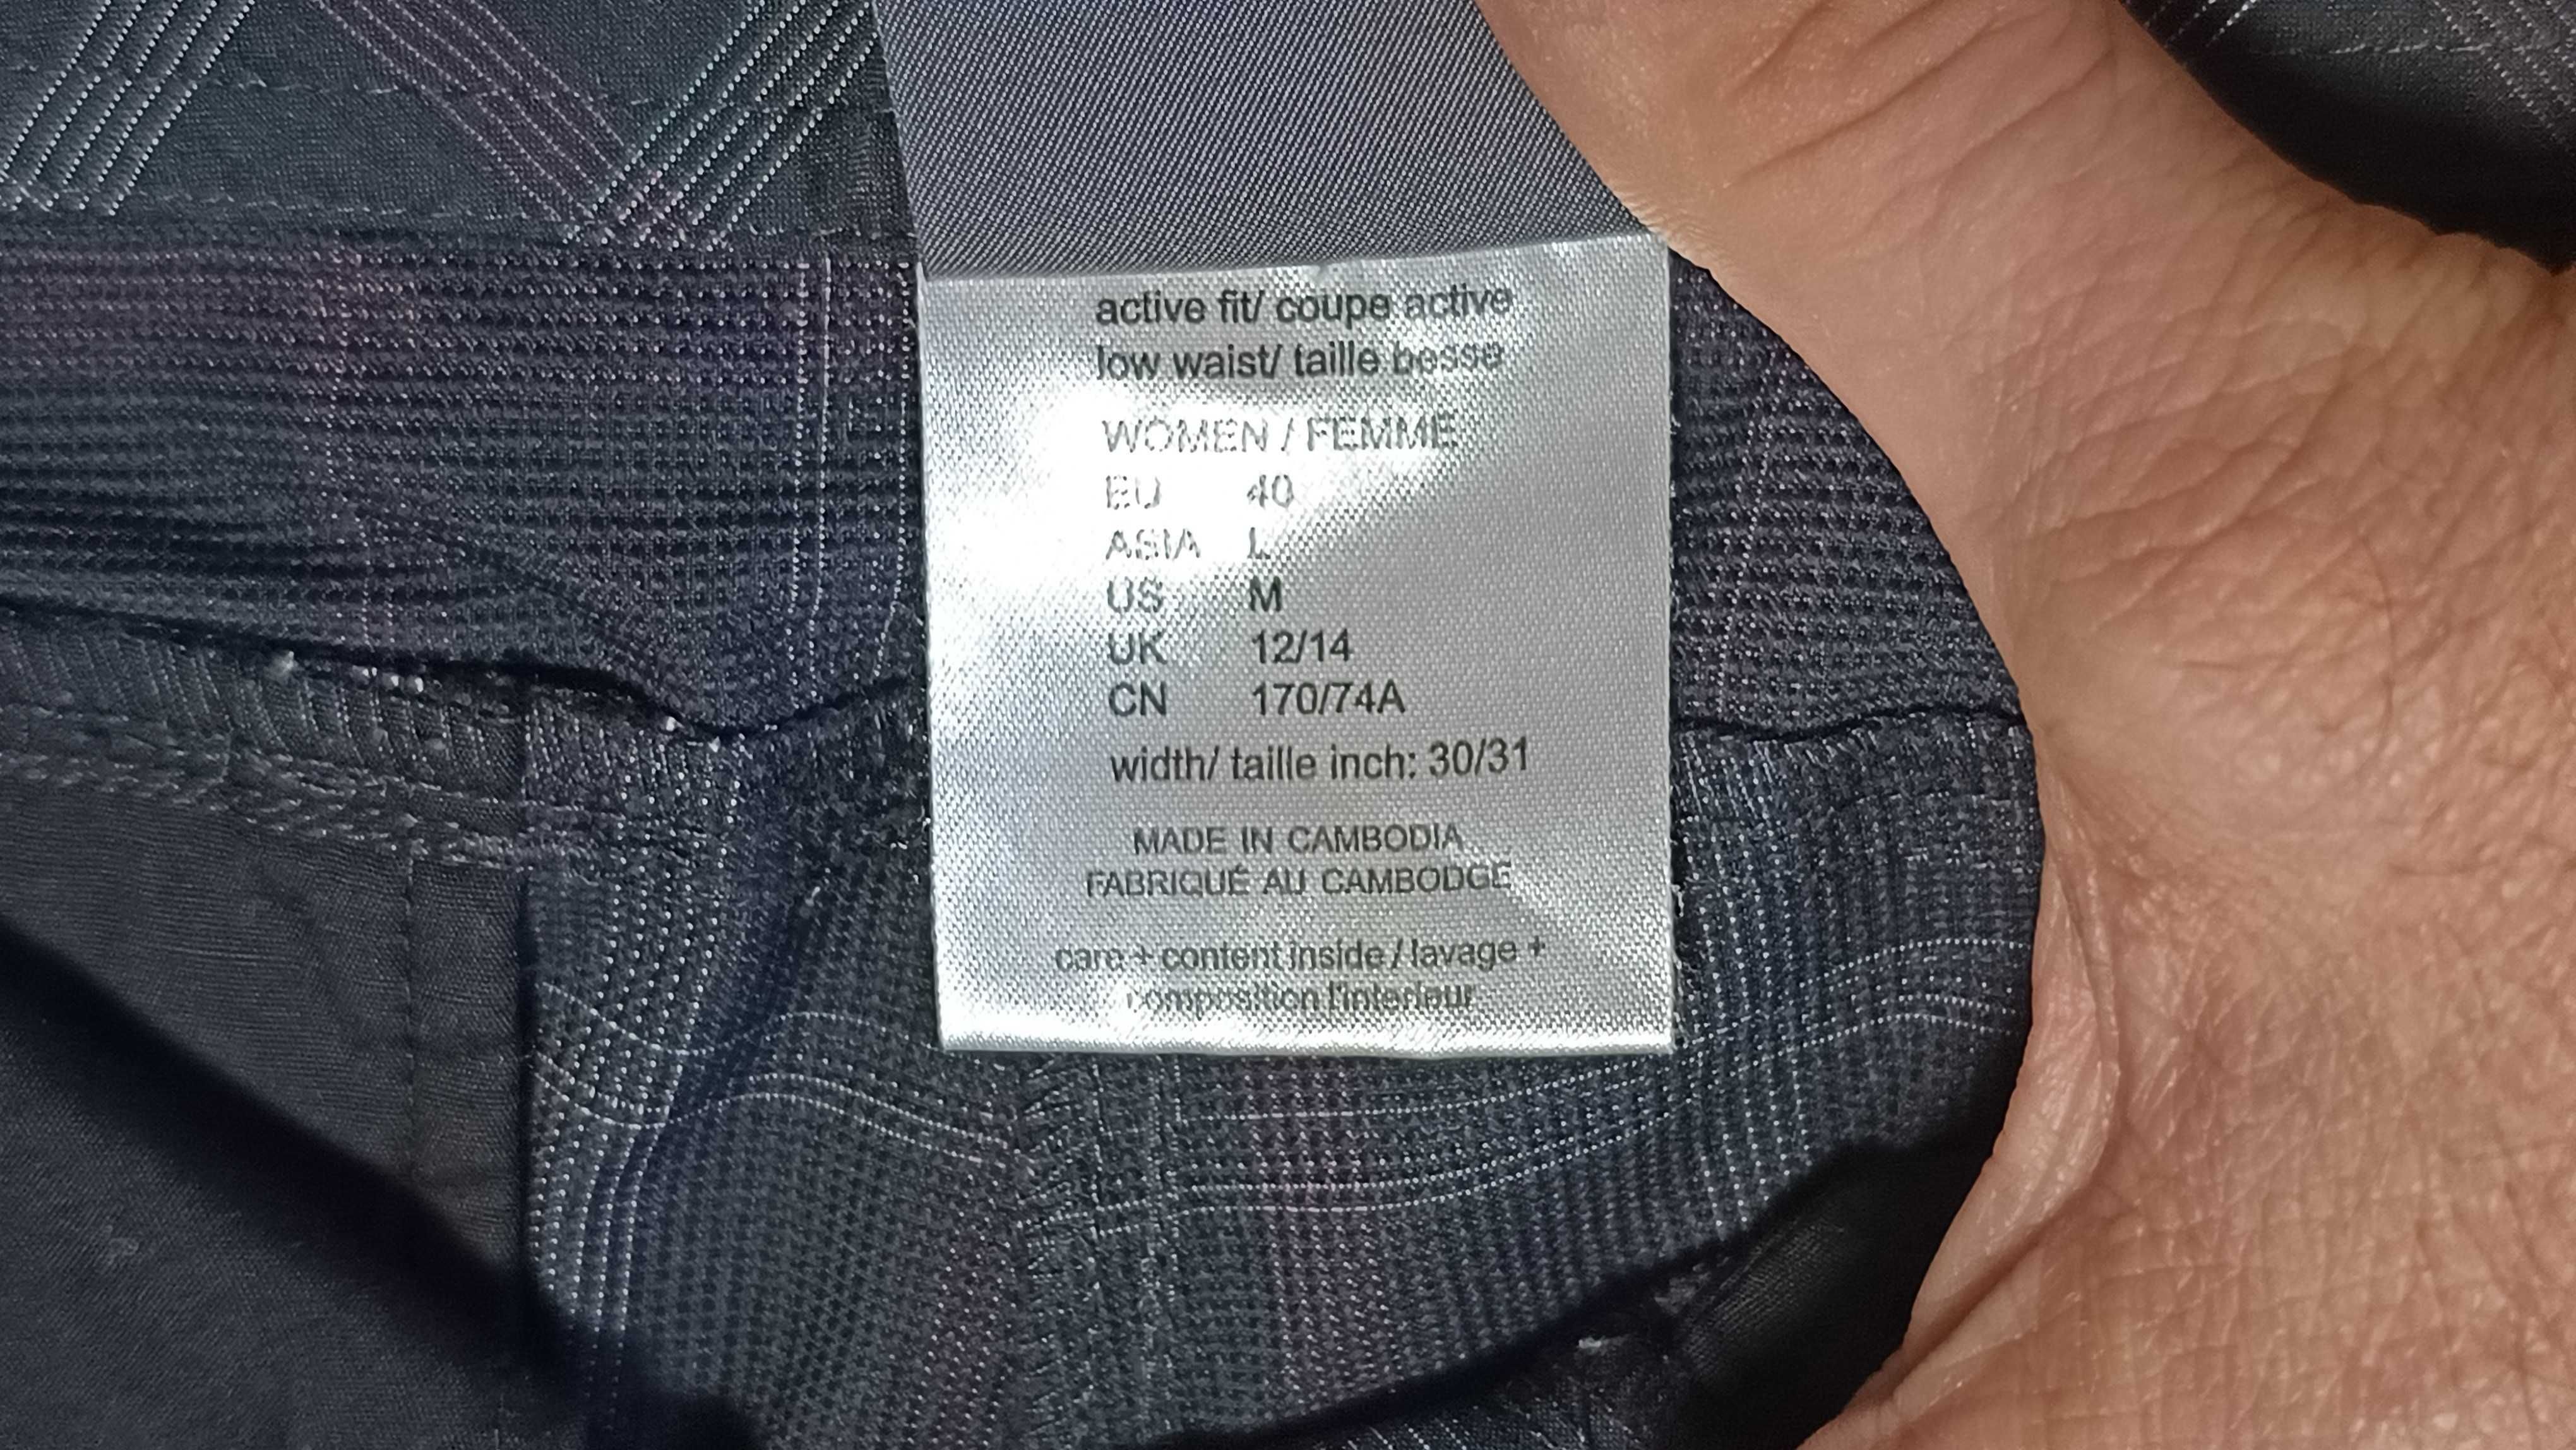 active fit/ coupe active
low waist/ taille besse
WOMEN / FEMME
EU 40
ASIA L
US M
UK 12/14
CN 170/74A
width/ taille inch: 30/31
MADE IN CAMBODIA
FABRIQUÉ AU CAMBODGE
care + content inside / lavage +
composition l'interieur